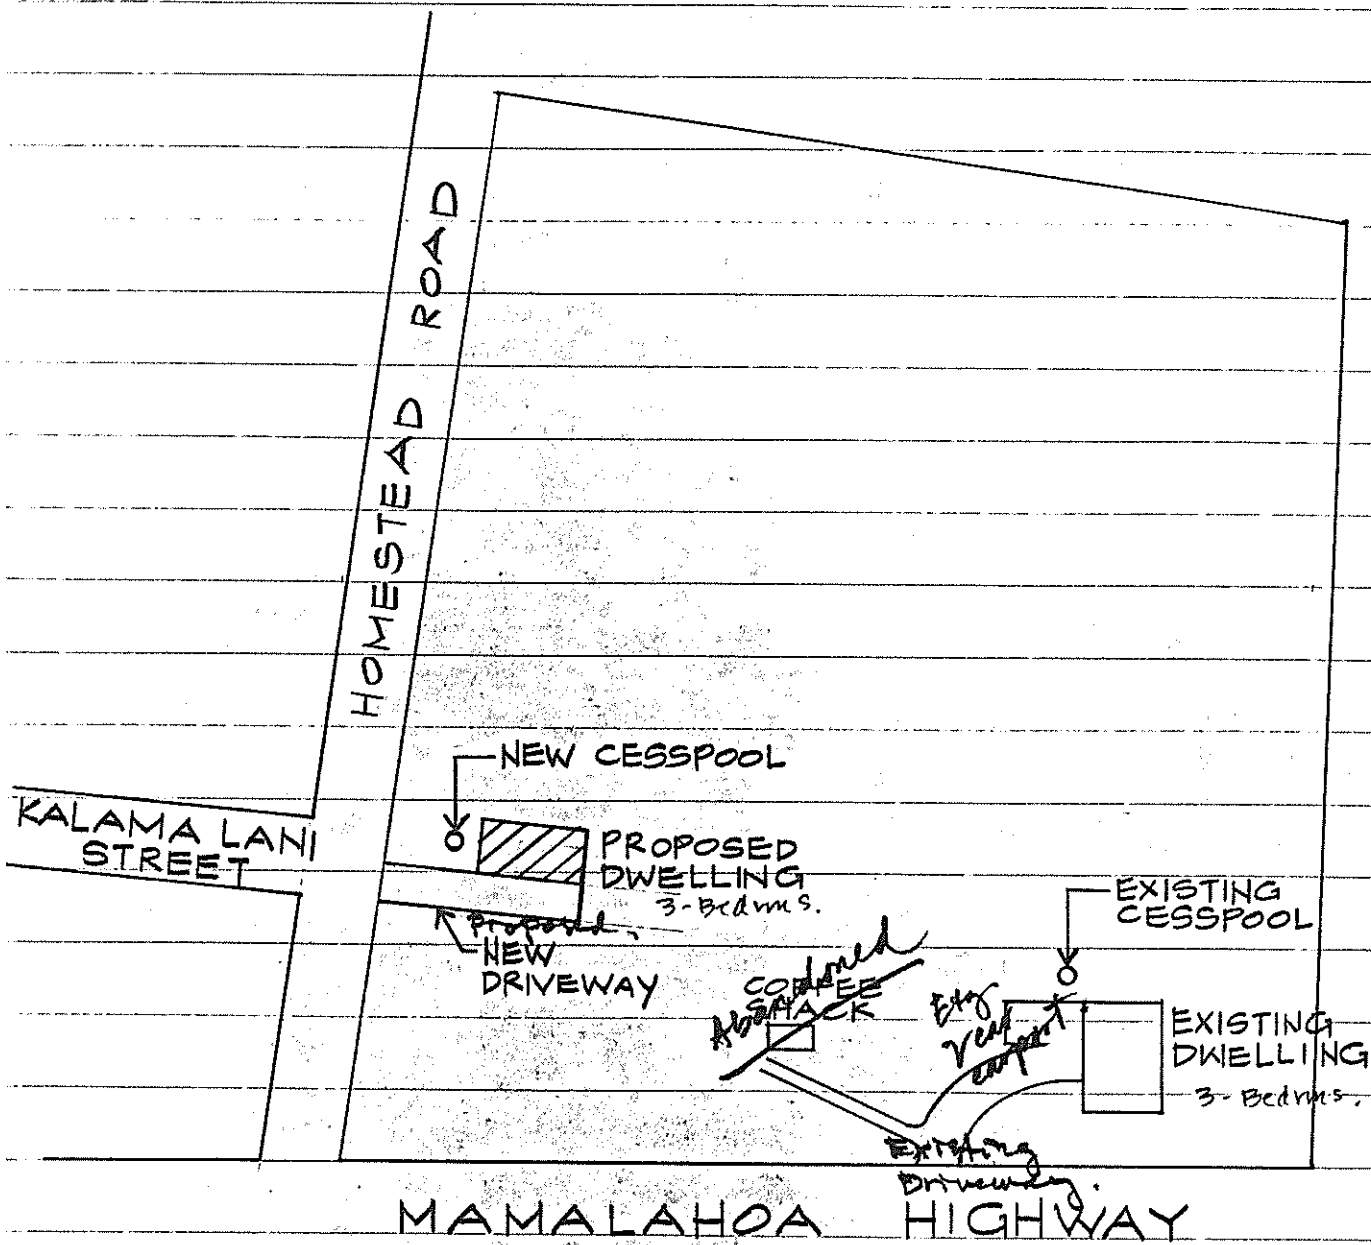 HOMESTEAD ROAD
NEW CESSPOOL
KALAMA LANI
STREET
PROPOSED
DWELLING
3-Bedrms.
Proposed
NEW
DRIVEWAY
EXISTING
CESSPOOL
Abandoned
COFFEE
SHACK
carport
EXISTING
DWELLING
3-Bedrms.
Existing
Driveway.
MAMALAHOA HIGHWAY